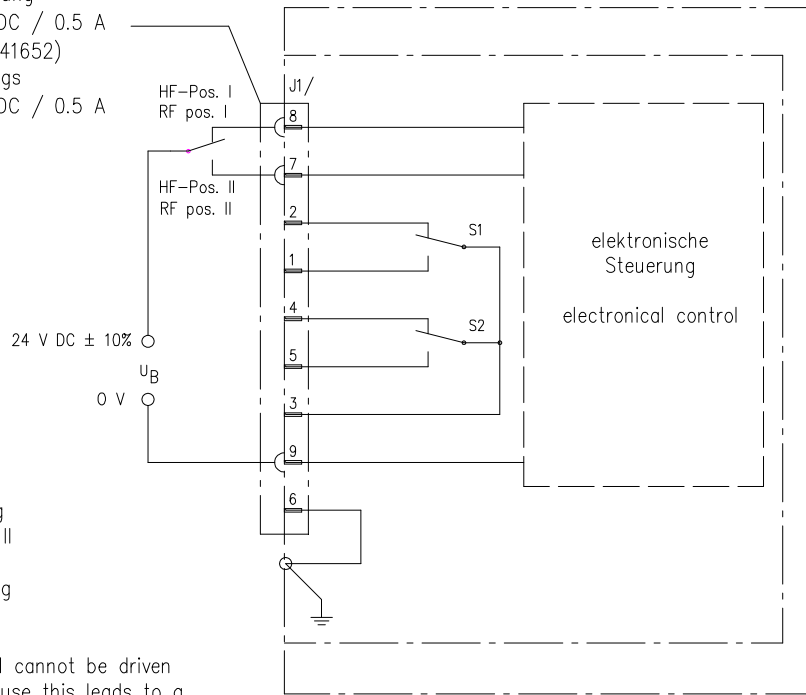 DC / 0.5 A
41652)
gs
DC / 0.5 A
HF-Pos. I
RF pos. I
J1/
8
7
HF-Pos. II
RF pos. II
2
S1
1
elektronische
Steuerung
electronical control
4
S2
24 V DC ± 10%
5
UB
0 V
3
9
6
g
II
g
cannot be driven
use this leads to a